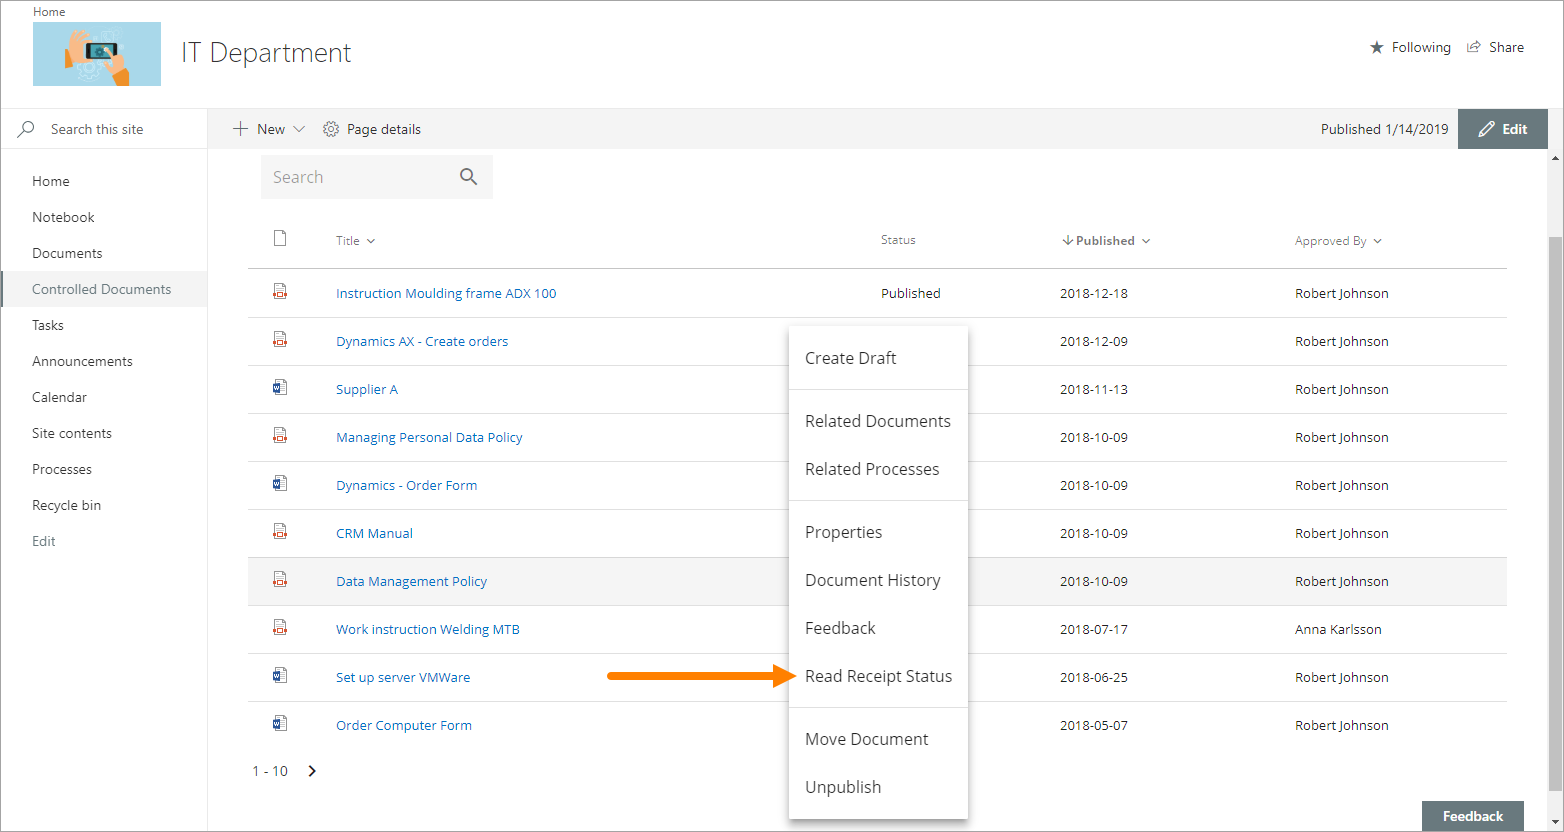 Home
IT Department
Following Share
Search this site
New Page details Published 1/14/2019 Edit
Home
Notebook
Documents
Controlled Documents
Tasks
Announcements
Calendar
Site contents
Processes
Recycle bin
Edit
Search
Title Status Published Approved By
Instruction Moulding frame ADX 100 Published 2018-12-18 Robert Johnson
Dynamics AX - Create orders 2018-12-09 Robert Johnson
Supplier A 2018-11-13 Robert Johnson
Managing Personal Data Policy 2018-10-09 Robert Johnson
Dynamics - Order Form 2018-10-09 Robert Johnson
CRM Manual 2018-10-09 Robert Johnson
Data Management Policy 2018-10-09 Robert Johnson
Work instruction Welding MTB 2018-07-17 Anna Karlsson
Set up server VMWare 2018-06-25 Robert Johnson
Order Computer Form 2018-05-07 Robert Johnson
1 - 10
Create Draft
Related Documents
Related Processes
Properties
Document History
Feedback
Read Receipt Status
Move Document
Unpublish
Feedback